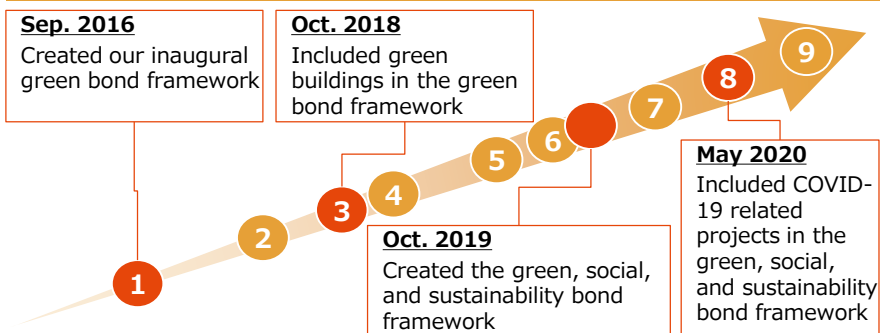 Sep. 2016
Created our inaugural
green bond framework
Oct. 2018
Included green
buildings in the green
bond framework
9
8
7
6
5
4
3
2
1
Oct. 2019
Created the green, social,
and sustainability bond
framework
May 2020
Included COVID-
19 related
projects in the
green, social,
and sustainability
bond framework